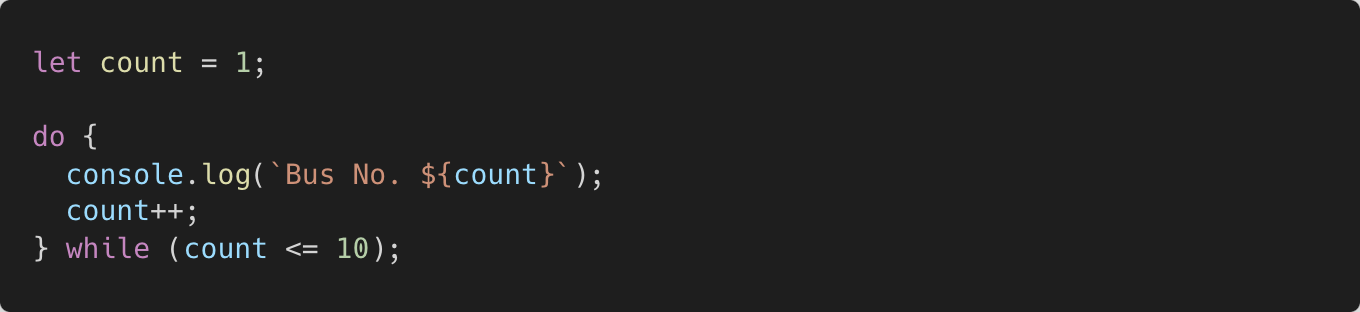 let count = 1;
do {
  console.log(`Bus No. ${count}`);
  count++;
} while (count <= 10);